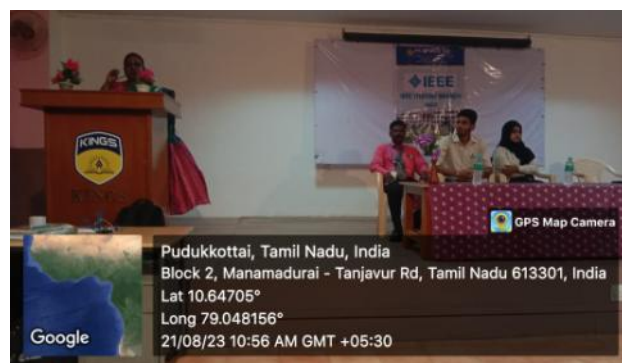 IEEE
KINGS
KINGS
GPS Map Camera
Pudukkottai, Tamil Nadu, India
Block 2, Manamadurai - Tanjavur Rd, Tamil Nadu 613301, India
Lat 10.64705°
Long 79.048156°
Google
21/08/23 10:56 AM GMT +05:30